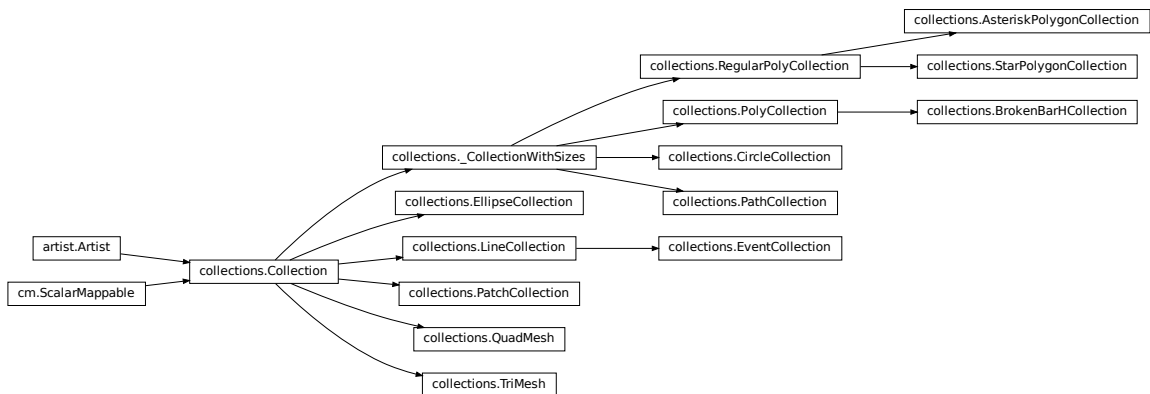 collections.AsteriskPolygonCollection
collections.RegularPolyCollection
collections.StarPolygonCollection
collections.PolyCollection
collections.BrokenBarHCollection
collections._CollectionWithSizes
collections.CircleCollection
collections.EllipseCollection
collections.PathCollection
artist.Artist
collections.LineCollection
collections.EventCollection
collections.Collection
cm.ScalarMappable
collections.PatchCollection
collections.QuadMesh
collections.TriMesh